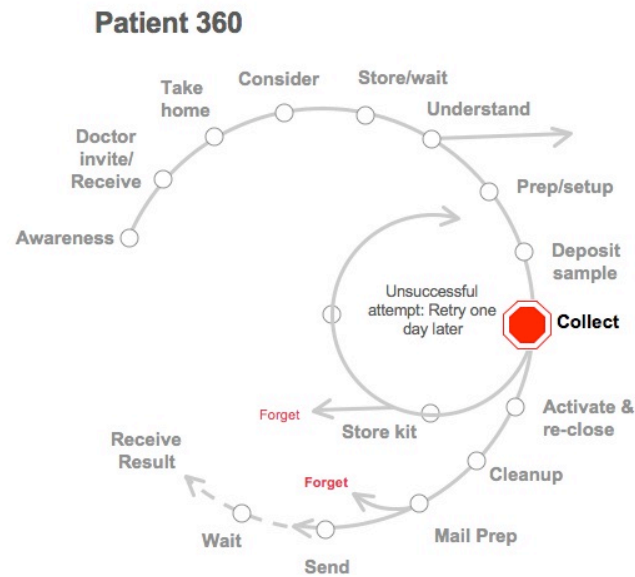 Patient 360
Awareness
Doctor
invite/
Receive
Take
home
Consider
Store/wait
Understand
Prep/setup
Deposit
sample
Collect
Unsuccessful
attempt: Retry one
day later
Store kit
Forget
Activate &
re-close
Cleanup
Mail Prep
Forget
Send
Wait
Receive
Result